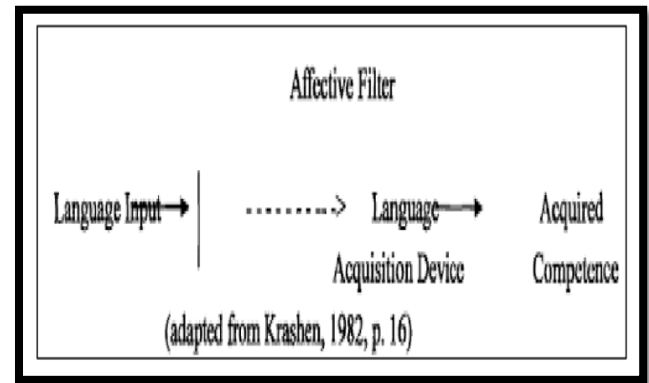 Affective Filter
Language Input
Language
Acquired
Acquisition Device
Competence
(adapted from Krashen, 1982, p. 16)